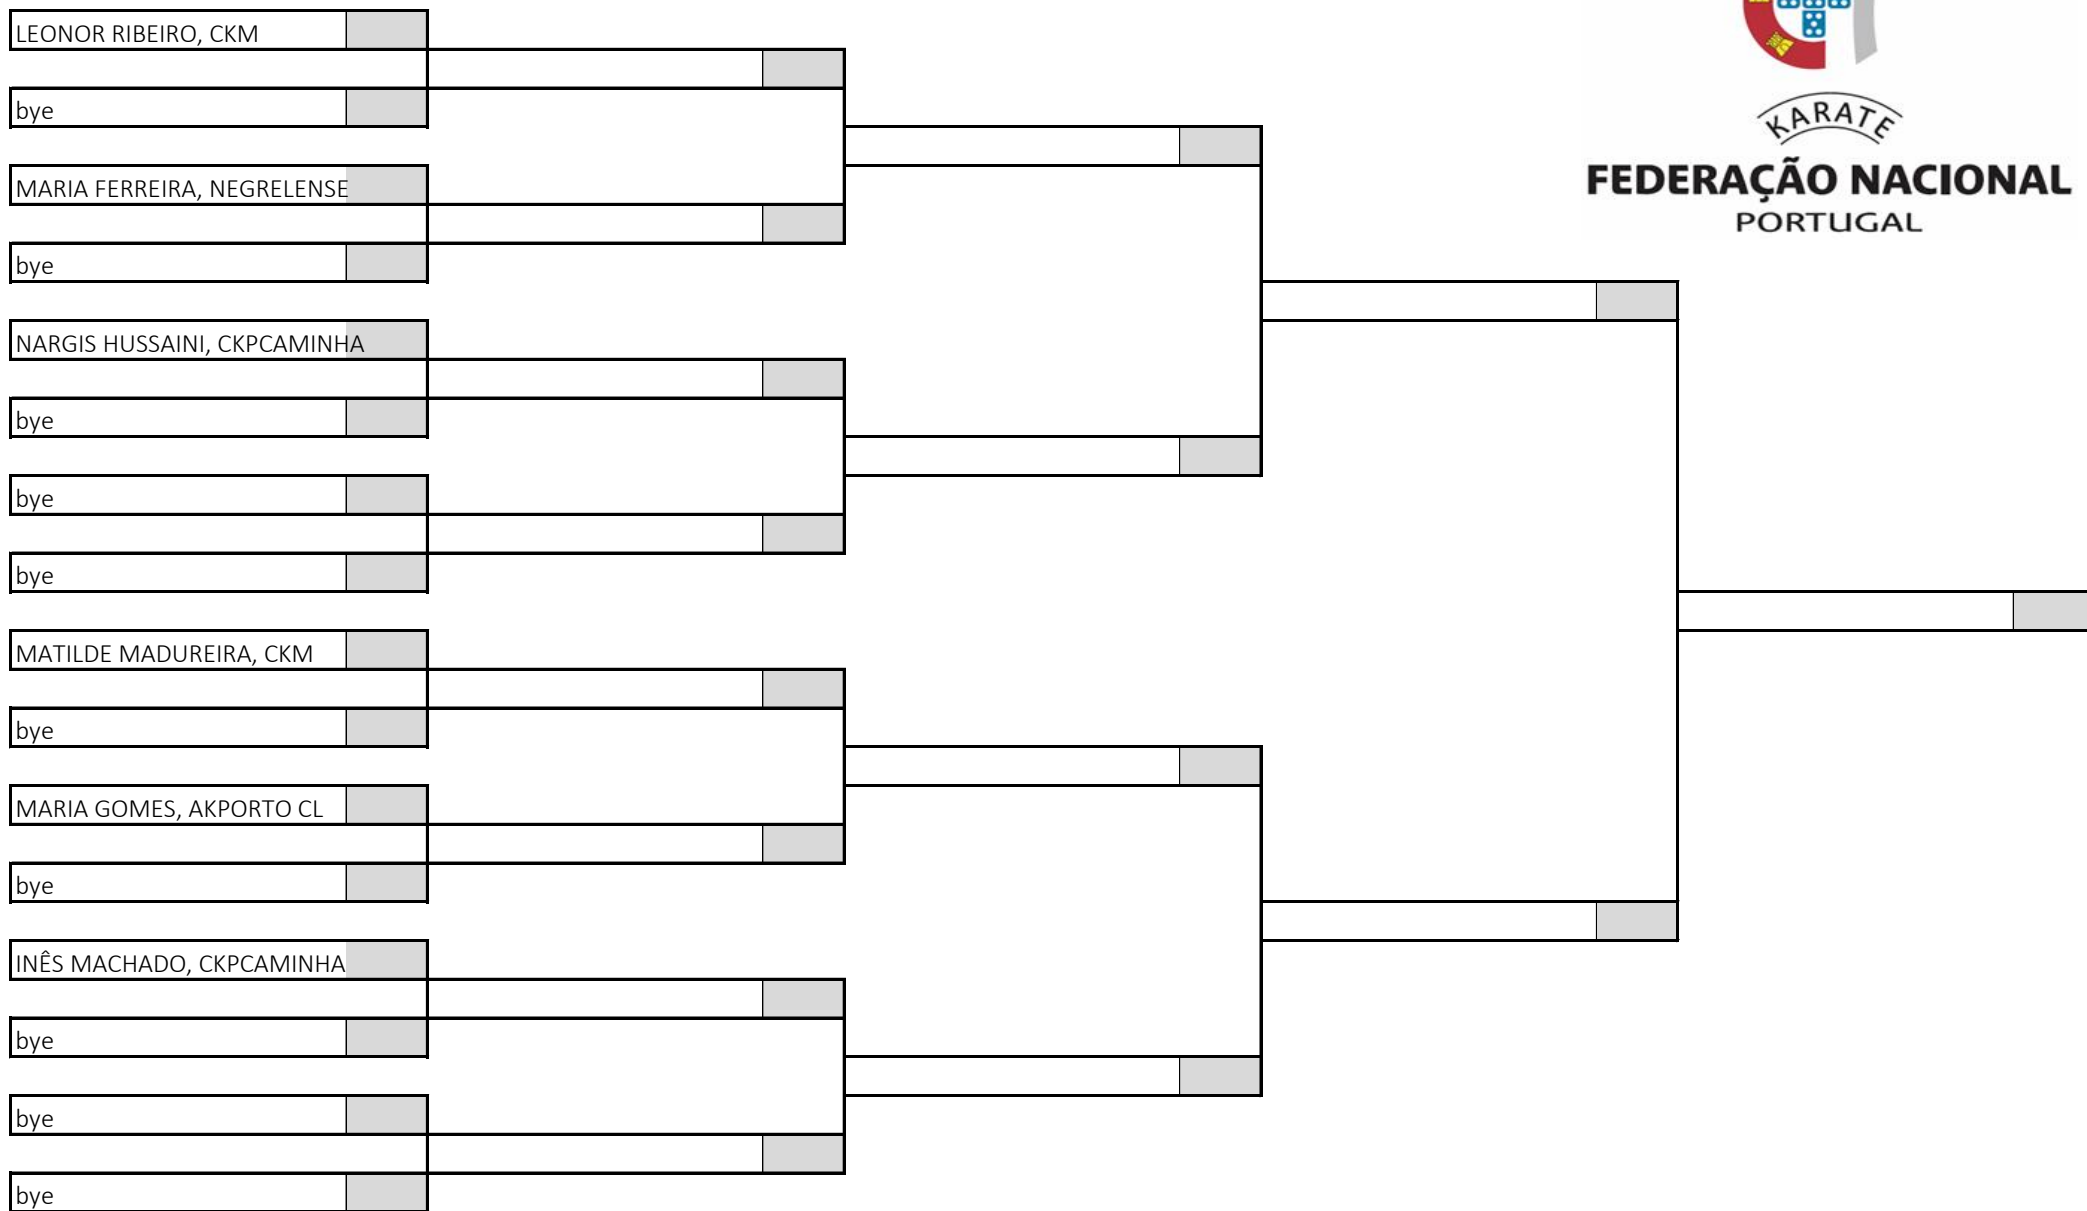 LEONOR RIBEIRO, CKM
bye
MARIA FERREIRA, NEGRELENSE
bye
NARGIS HUSSAINI, CKPCAMINHA
bye
bye
bye
MATILDE MADUREIRA, CKM
bye
MARIA GOMES, AKPORTO CL
bye
INÊS MACHADO, CKPCAMINHA
bye
bye
bye
KARATE
FEDERAÇÃO NACIONAL
PORTUGAL